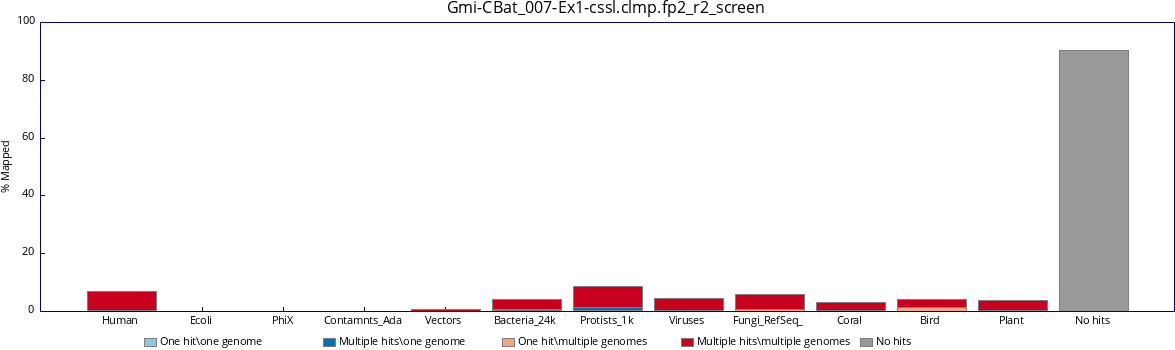 Gmi-CBat_007-Ex1-cssl.clmp.fp2_r2_screen
100
80
60
40
20
0
% Mapped
Human Ecoli PhiX Contamnts_Ada Vectors Bacteria_24k Protists_1k Viruses Fungi_RefSeq_ Coral Bird Plant No hits
One hit\one genome Multiple hits\one genome One hit\multiple genomes Multiple hits\multiple genomes No hits